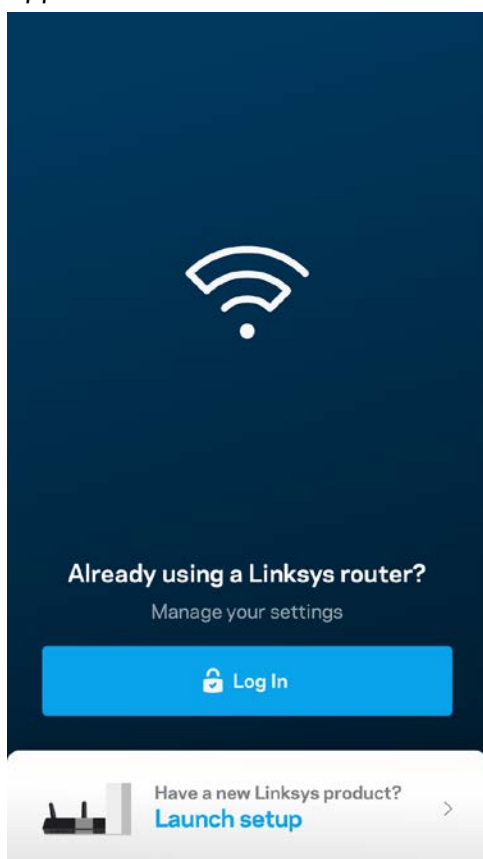 Already using a Linksys router?
Manage your settings
Log In
Have a new Linksys product?
Launch setup